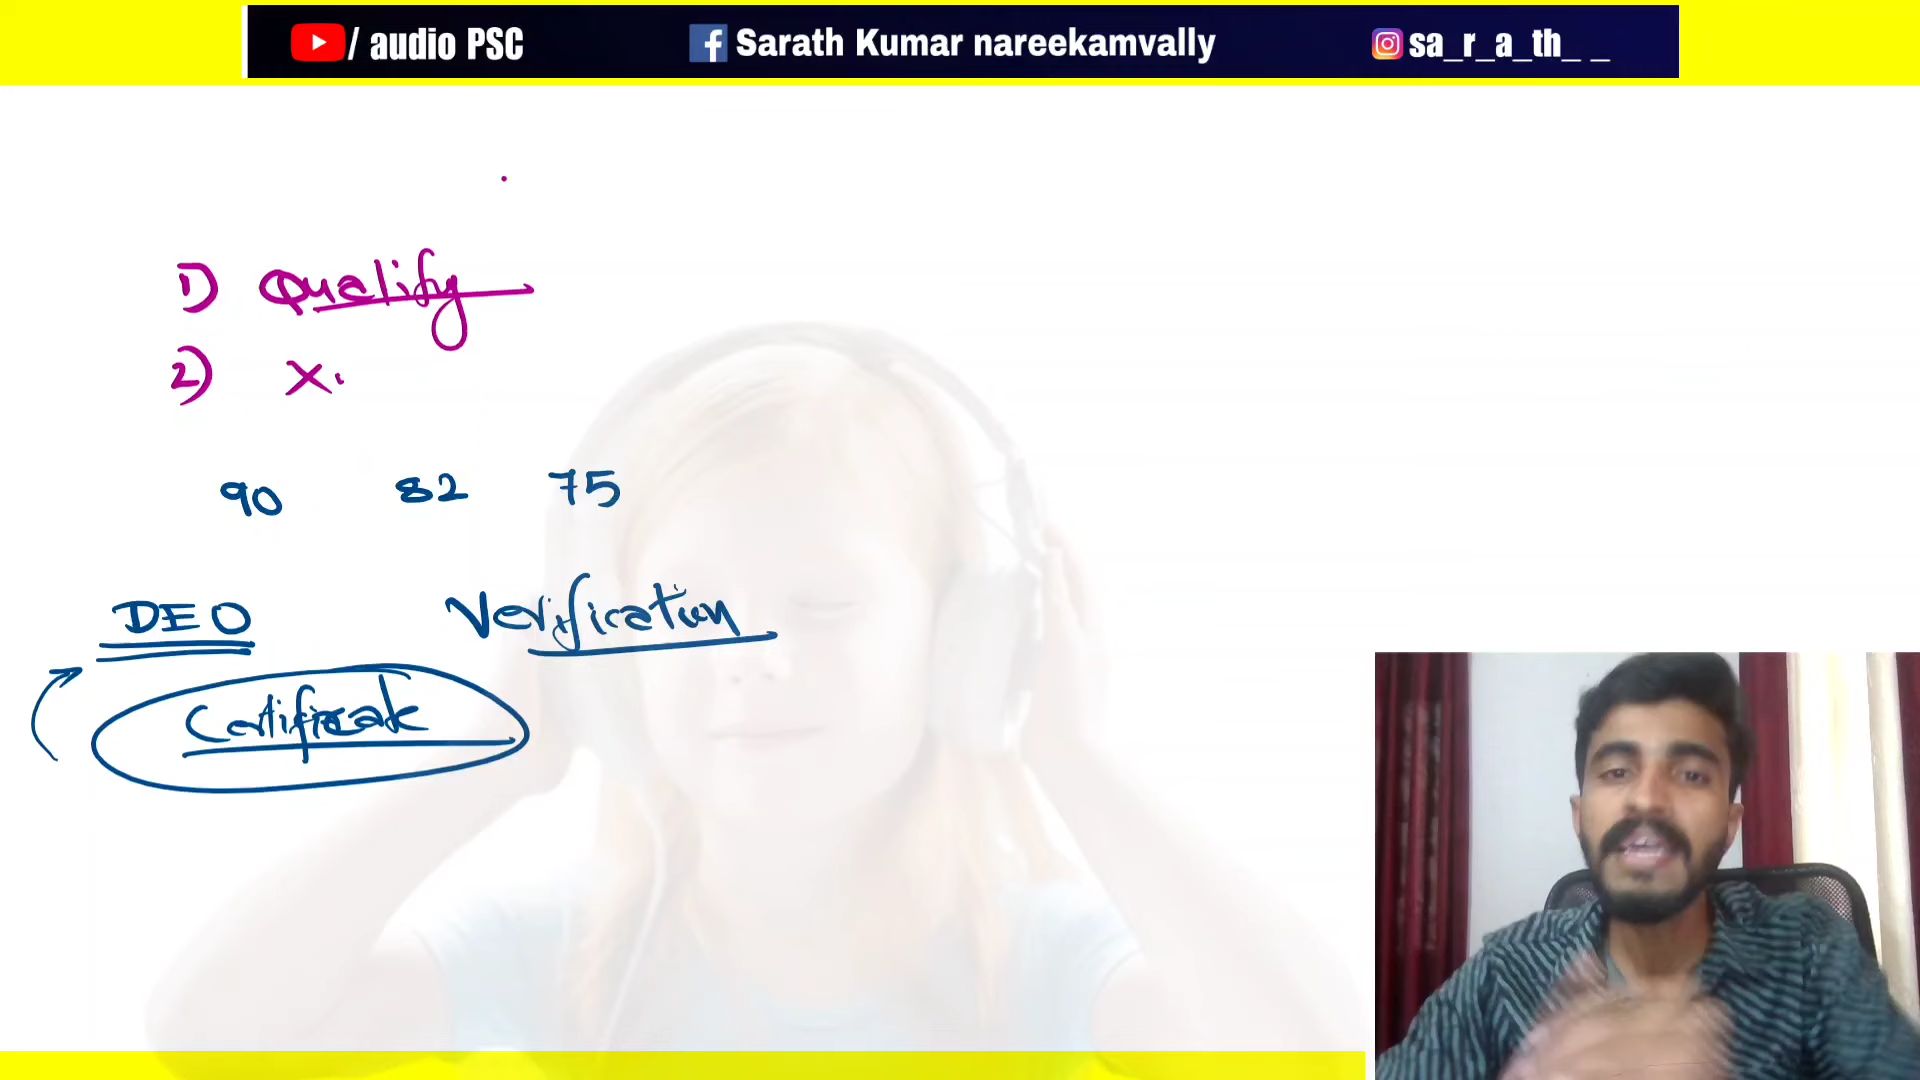 / audio PSC Sarath Kumar nareekamvally sa_r_a_th_ _
1) Qualify
2) X
90 82 75
DEO Verification
Certificate